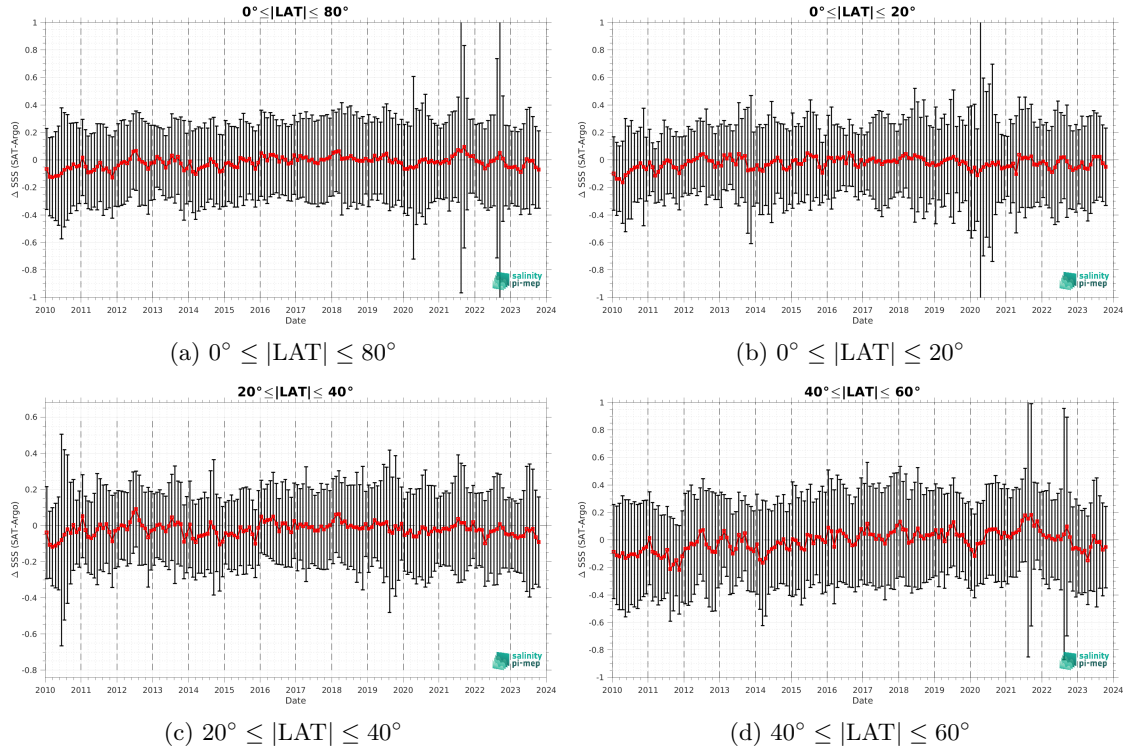 0°≤|LAT|≤ 80°
1
0.8
0.6
0.4
0.2
0
-0.2
-0.4
-0.6
-0.8
-1
Δ SSS (SAT-Argo)
salinity
pi-mep
2010 2011 2012 2013 2014 2015 2016 2017 2018 2019 2020 2021 2022 2023 2024
Date
(a) 0° ≤ |LAT| ≤ 80°
0°≤|LAT|≤ 20°
1
0.8
0.6
0.4
0.2
0
-0.2
-0.4
-0.6
-0.8
-1
Δ SSS (SAT-Argo)
salinity
pi-mep
2010 2011 2012 2013 2014 2015 2016 2017 2018 2019 2020 2021 2022 2023 2024
Date
(b) 0° ≤ |LAT| ≤ 20°
20°≤|LAT|≤ 40°
0.6
0.4
0.2
0
-0.2
-0.4
-0.6
-0.8
Δ SSS (SAT-Argo)
salinity
pi-mep
2010 2011 2012 2013 2014 2015 2016 2017 2018 2019 2020 2021 2022 2023 2024
Date
(c) 20° ≤ |LAT| ≤ 40°
40°≤|LAT|≤ 60°
1
0.8
0.6
0.4
0.2
0
-0.2
-0.4
-0.6
-0.8
-1
Δ SSS (SAT-Argo)
salinity
pi-mep
2010 2011 2012 2013 2014 2015 2016 2017 2018 2019 2020 2021 2022 2023 2024
Date
(d) 40° ≤ |LAT| ≤ 60°